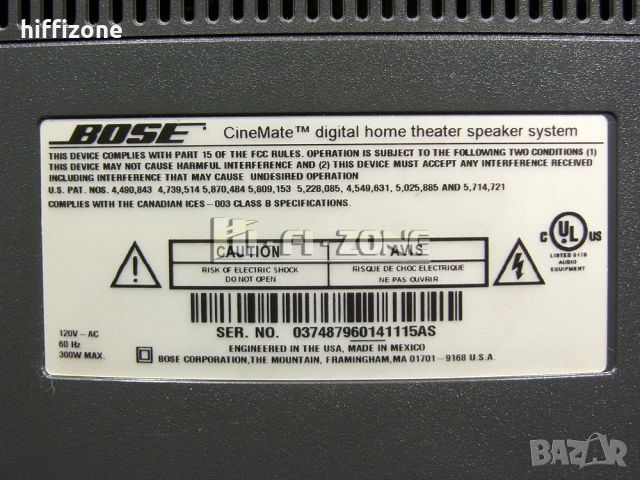 hiffizone
BOSE CineMate™ digital home theater speaker system
THIS DEVICE COMPLIES WITH PART 15 OF THE FCC RULES. OPERATION IS SUBJECT TO THE FOLLOWING TWO CONDITIONS (1)
THIS DEVICE MAY NOT CAUSE HARMFUL INTERFERENCE AND (2) THIS DEVICE MUST ACCEPT ANY INTERFERENCE RECEIVED
INCLUDING INTERFERENCE THAT MAY CAUSE UNDESIRED OPERATION
U.S. PAT. NOS. 4,490,843 4,739,514 5,870,484 5,809,153 5,228,085, 4,549,631, 5,025,885 AND 5,714,721
COMPLIES WITH THE CANADIAN ICES-003 CLASS B SPECIFICATIONS.
HI-FI-ZONE
CAUTION AVIS
RISK OF ELECTRIC SHOCK RISQUE DE CHOC ELECTRIQUE
DO NOT OPEN NE PAS OUVRIR
C UL US
LISTED 917D
AUDIO
EQUIPMENT
SER. NO. 037487960141115AS
120V - AC
60 Hz
300W MAX.
ENGINEERED IN THE USA, MADE IN MEXICO
BOSE CORPORATION, THE MOUNTAIN, FRAMINGHAM, MA 01701-9168 U.S.A.
BAZAR